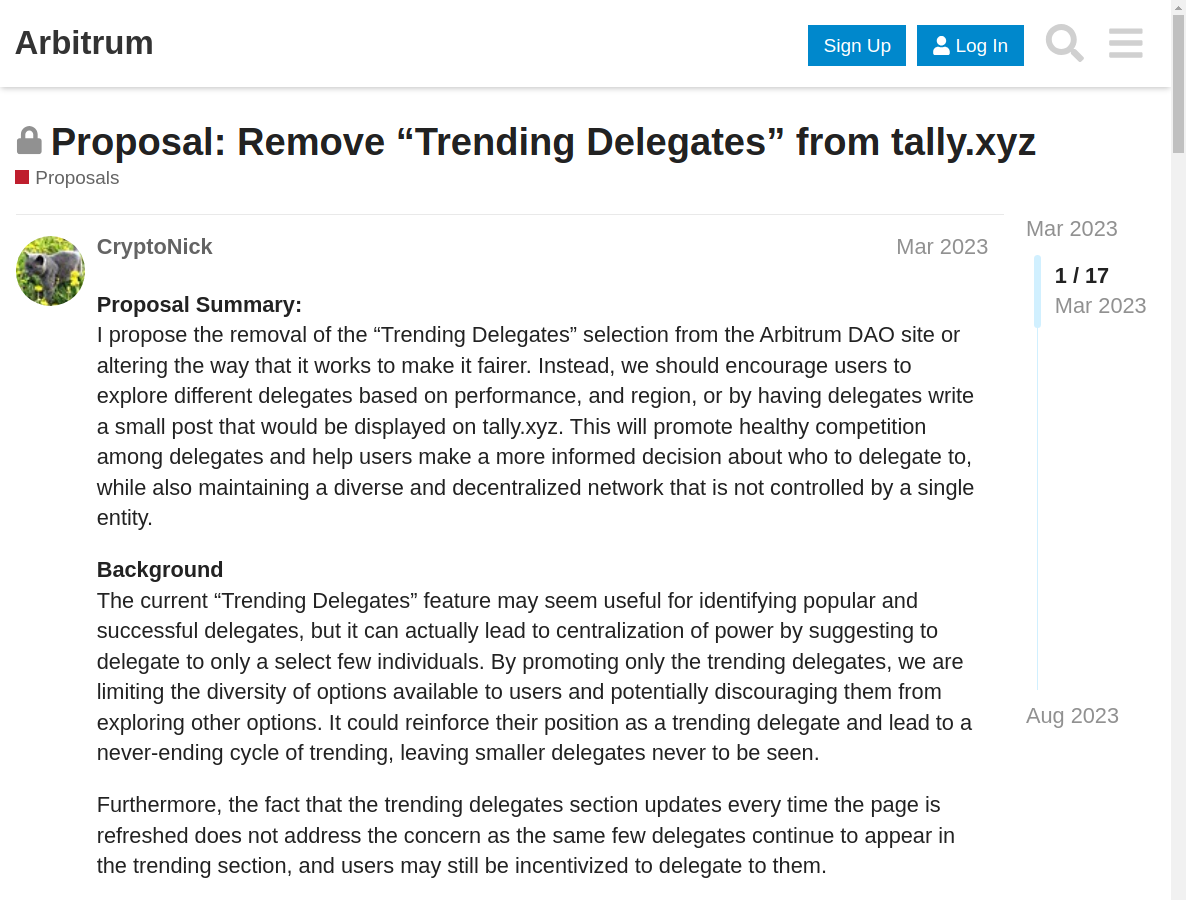 Arbitrum
Sign Up
Log In
Proposal: Remove “Trending Delegates” from tally.xyz
Proposals
CryptoNick
Mar 2023
Proposal Summary:
I propose the removal of the “Trending Delegates” selection from the Arbitrum DAO site or
altering the way that it works to make it fairer. Instead, we should encourage users to
explore different delegates based on performance, and region, or by having delegates write
a small post that would be displayed on tally.xyz. This will promote healthy competition
among delegates and help users make a more informed decision about who to delegate to,
while also maintaining a diverse and decentralized network that is not controlled by a single
entity.
Background
The current “Trending Delegates” feature may seem useful for identifying popular and
successful delegates, but it can actually lead to centralization of power by suggesting to
delegate to only a select few individuals. By promoting only the trending delegates, we are
limiting the diversity of options available to users and potentially discouraging them from
exploring other options. It could reinforce their position as a trending delegate and lead to a
never-ending cycle of trending, leaving smaller delegates never to be seen.
Furthermore, the fact that the trending delegates section updates every time the page is
refreshed does not address the concern as the same few delegates continue to appear in
the trending section, and users may still be incentivized to delegate to them.
Mar 2023
1 / 17
Mar 2023
Aug 2023